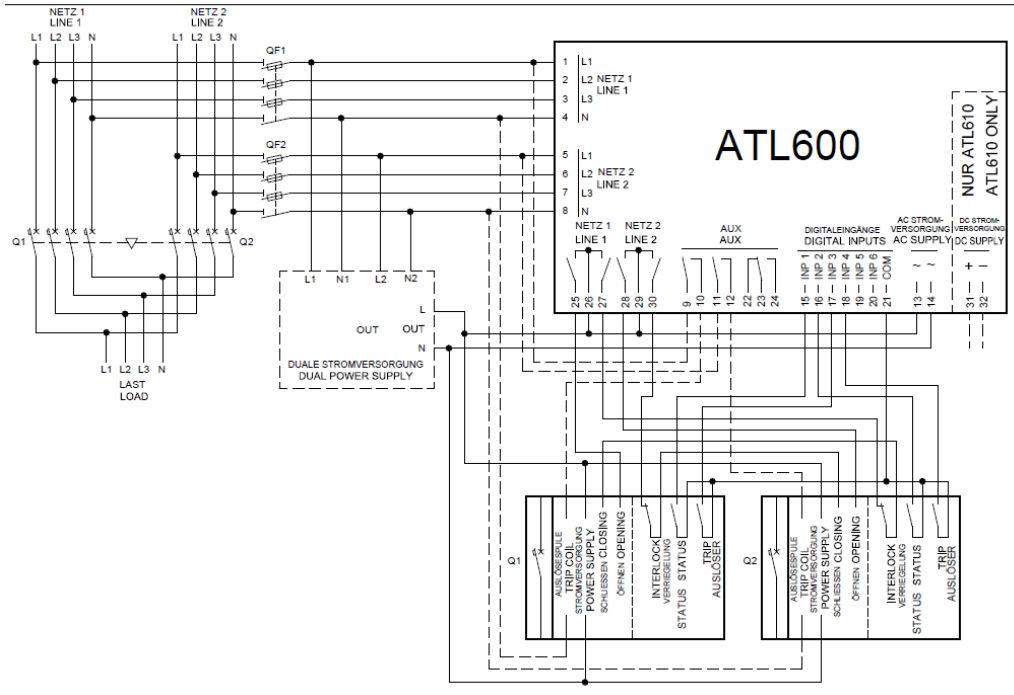 NETZ 1
LINE 1
NETZ 2
LINE 2
L1 L2 L3 N
L1 L2 L3 N
QF1
QF2
Q1
Q2
L1 L2 L3 N
LAST
LOAD
L1 N1 L2 N2
L
OUT OUT
N
DUALE STROMVERSORGUNG
DUAL POWER SUPPLY
1 L1
2 L2
3 L3
4 N
NETZ 1
LINE 1
5 L1
6 L2
7 L3
8 N
NETZ 2
LINE 2
ATL600
NUR ATL610
ATL610 ONLY
NETZ 1
LINE 1
NETZ 2
LINE 2
AUX
AUX
DIGITALEINGÄNGE
DIGITAL INPUTS
AC STROM-
VERSORGUNG
AC SUPPLY
DC STROM-
VERSORGUNG
DC SUPPLY
INP 1
INP 2
INP 3
INP 4
INP 5
INP 6
COM
~ ~
+ –
25 26 27 28 29 30 9 10 11 12 22 23 24 15 16 17 18 19 20 21 13 14 31 32
Q1
AUSLÖSESPULE
TRIP COIL
STROMVERSORGUNG
POWER SUPPLY
SCHLIESSEN CLOSING
ÖFFNEN OPENING
INTERLOCK
VERRIEGELUNG
STATUS STATUS
TRIP
AUSLÖSER
Q2
AUSLÖSESPULE
TRIP COIL
STROMVERSORGUNG
POWER SUPPLY
SCHLIESSEN CLOSING
ÖFFNEN OPENING
INTERLOCK
VERRIEGELUNG
STATUS STATUS
TRIP
AUSLÖSER